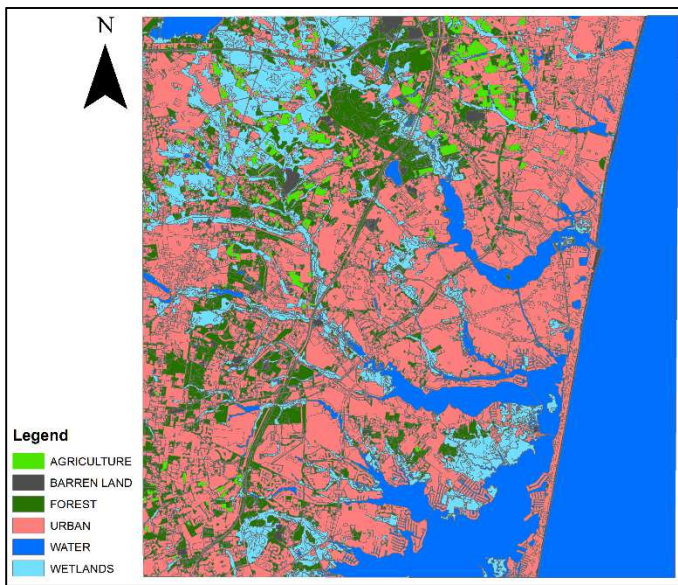 N
Legend
AGRICULTURE
BARREN LAND
FOREST
URBAN
WATER
WETLANDS